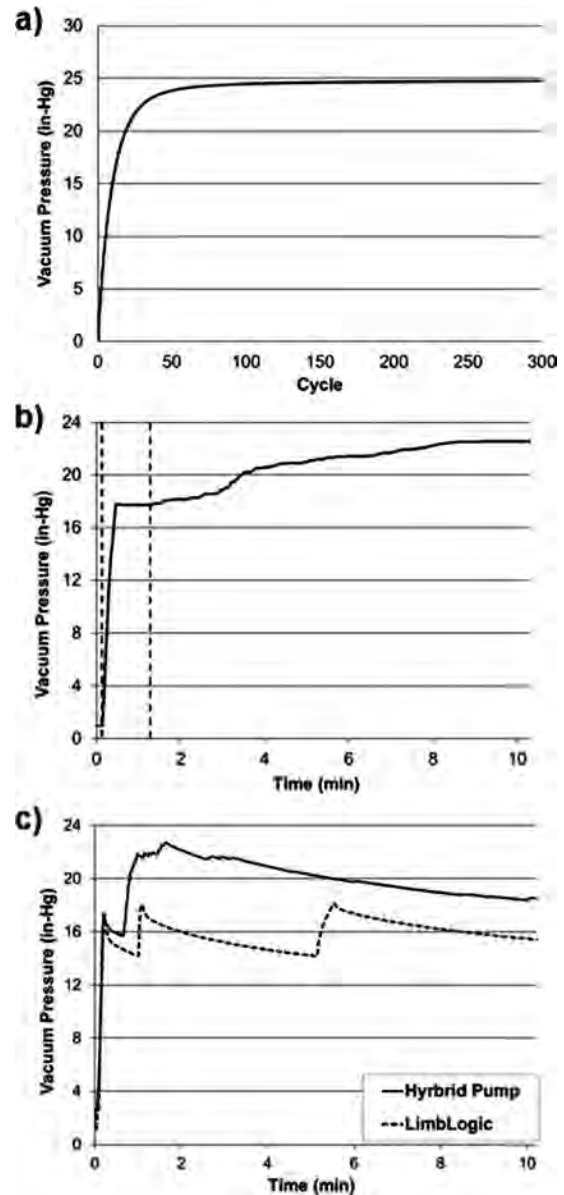 a)
30
25
20
15
10
5
0
Vacuum Pressure (in-Hg)
0 50 100 150 200 250 300
Cycle
b)
24
20
16
12
8
4
0
Vacuum Pressure (in-Hg)
0 2 4 6 8 10
Time (min)
c)
24
20
16
12
8
4
0
Vacuum Pressure (in-Hg)
Hyrbrid Pump
LimbLogic
0 2 4 6 8 10
Time (min)